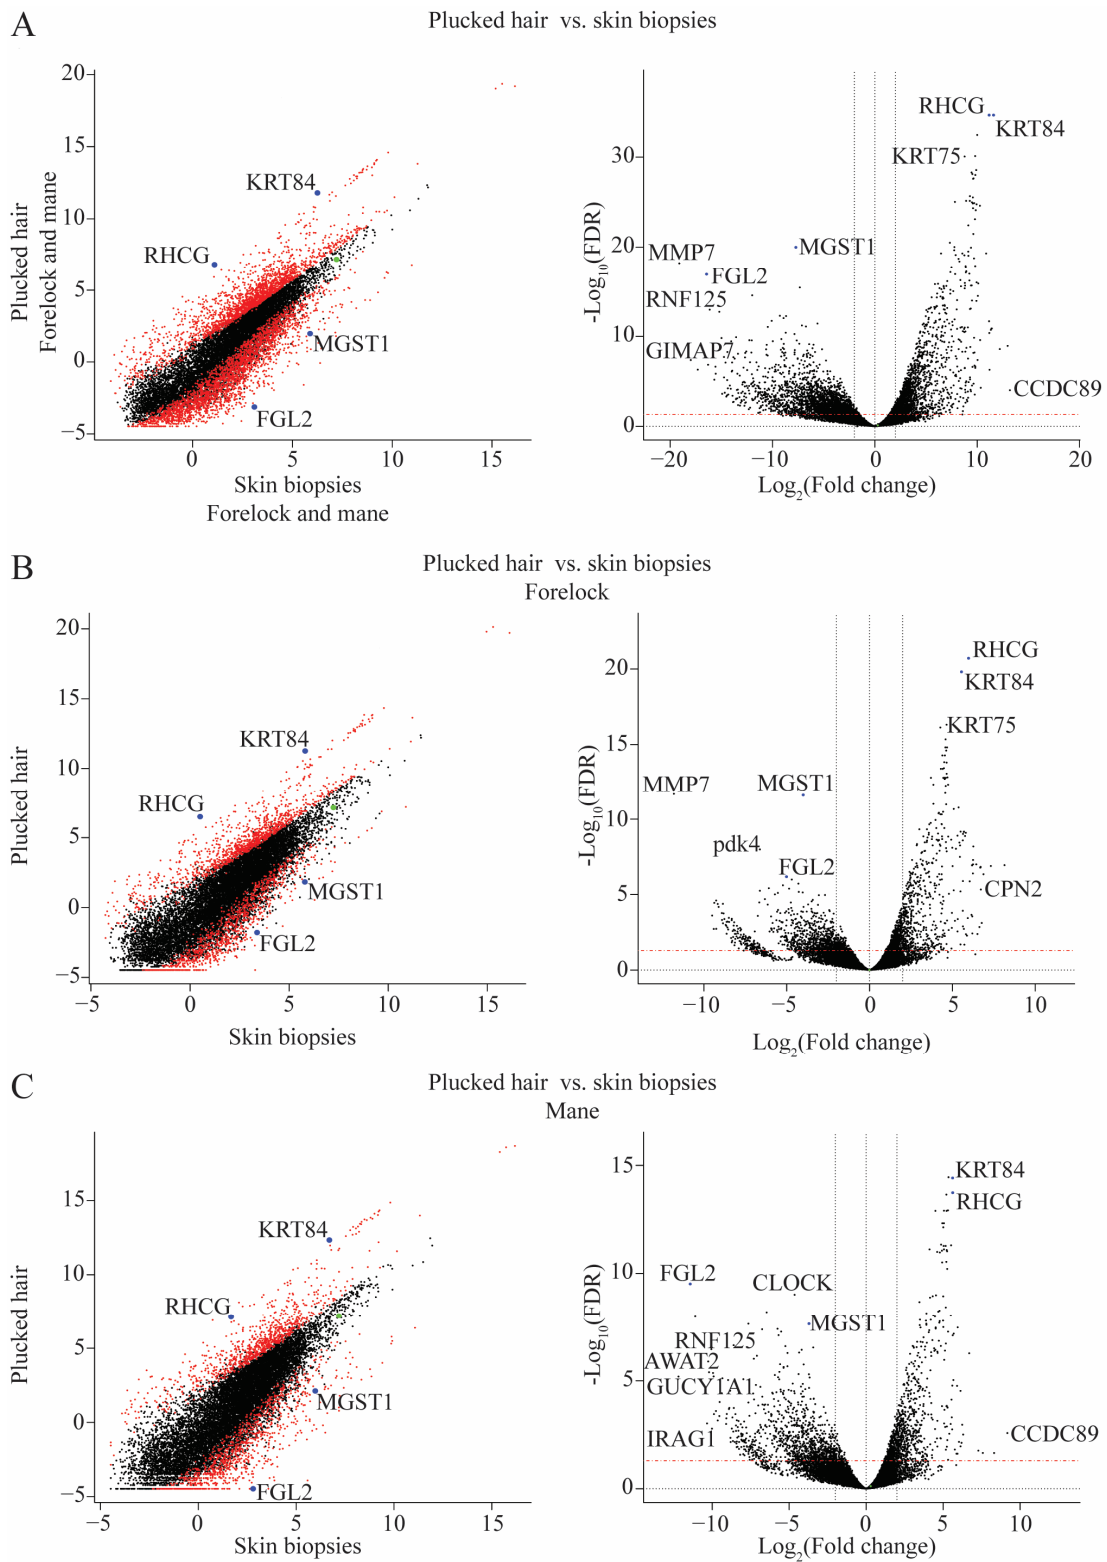 A
Plucked hair vs. skin biopsies
Plucked hair
Forelock and mane
20
15
10
5
0
−5
KRT84
RHCG
MGST1
FGL2
0 5 10 15
Skin biopsies
Forelock and mane
-Log10(FDR)
30
20
10
0
RHCG
KRT84
KRT75
MMP7
MGST1
FGL2
RNF125
GIMAP7
CCDC89
−20 −10 0 10 20
Log2(Fold change)
B
Plucked hair vs. skin biopsies
Forelock
Plucked hair
20
15
10
5
0
−5
KRT84
RHCG
MGST1
FGL2
−5 0 5 10 15
Skin biopsies
-Log10(FDR)
20
15
10
5
0
RHCG
KRT84
KRT75
MMP7
MGST1
pdk4
FGL2
CPN2
−10 −5 0 5 10
Log2(Fold change)
C
Plucked hair vs. skin biopsies
Mane
Plucked hair
15
10
5
0
−5
KRT84
RHCG
MGST1
FGL2
−5 0 5 10 15
Skin biopsies
-Log10(FDR)
15
10
5
0
KRT84
RHCG
FGL2
CLOCK
MGST1
RNF125
AWAT2
GUCY1A1
IRAG1
CCDC89
−10 −5 0 5 10
Log2(Fold change)